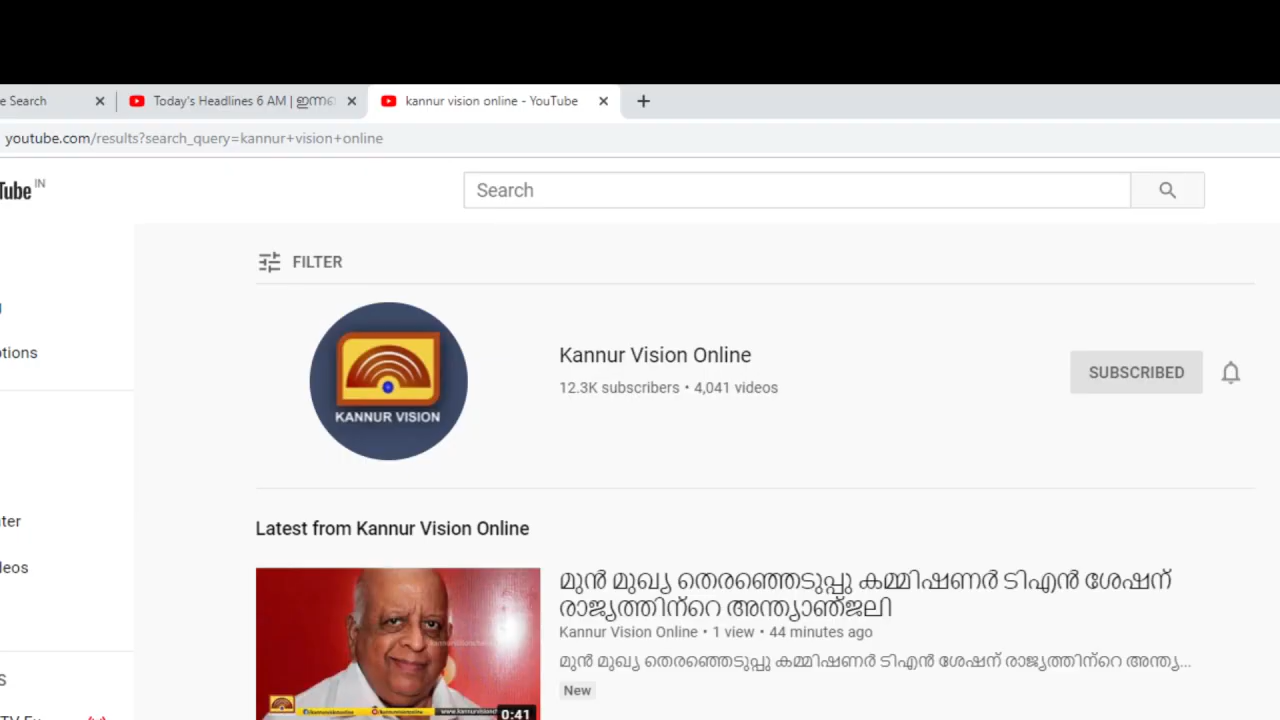 e Search
Today's Headlines 6 AM | ഇന്നഃ
kannur vision online - YouTube
youtube.com/results?search_query=kannur+vision+online
Tube IN
Search
FILTER
KANNUR VISION
Kannur Vision Online
12.3K subscribers • 4,041 videos
SUBSCRIBED
ptions
Latest from Kannur Vision Online
nter
deos
മുൻ മുഖ്യ തെരഞ്ഞെടുപ്പു കമ്മിഷണർ ടിഎൻ ശേഷന്
രാജ്യത്തിന്റെ അന്ത്യാഞ്ജലി
Kannur Vision Online • 1 view • 44 minutes ago
മുൻ മുഖ്യ തെരഞ്ഞെടുപ്പു കമ്മിഷണർ ടിഎൻ ശേഷന് രാജ്യത്തിന്റെ അന്ത്യ...
New
0:41
S